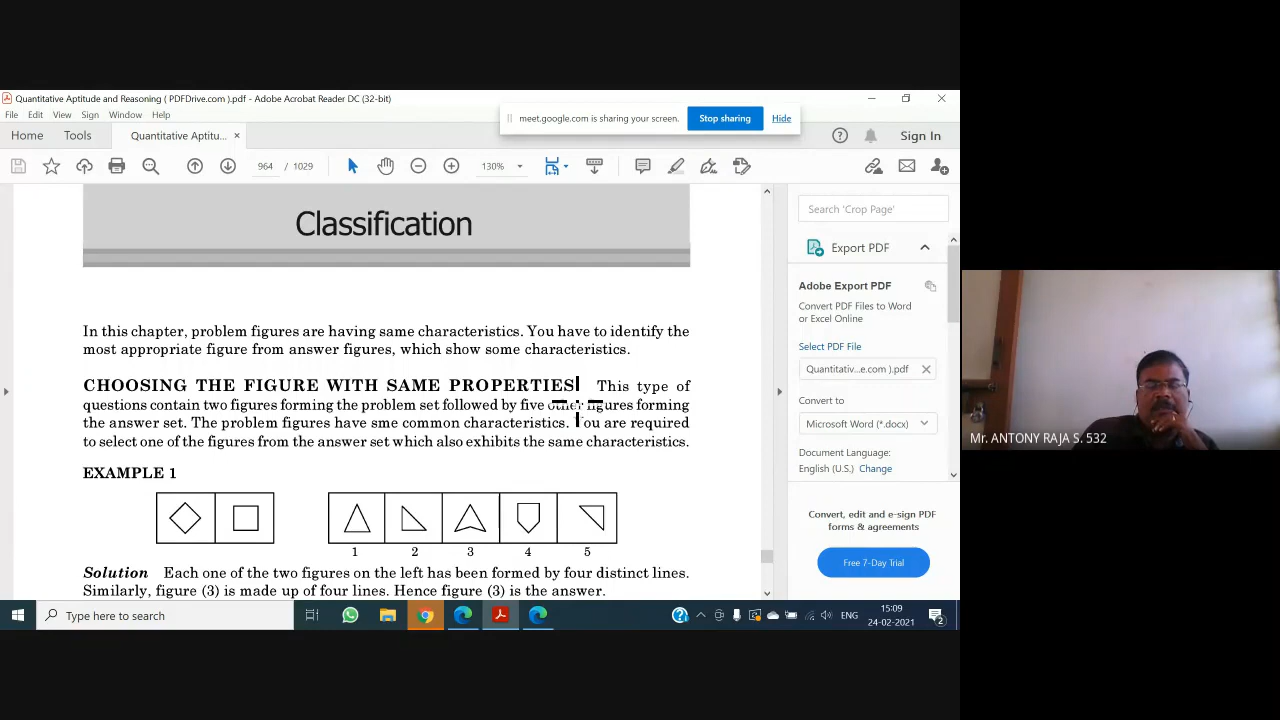 Quantitative Aptitude and Reasoning ( PDFDrive.com ).pdf - Adobe Acrobat Reader DC (32-bit)
File Edit View Sign Window Help
meet.google.com is sharing your screen. Stop sharing Hide
Home Tools Quantitative Aptitu... × Sign In
964 / 1029 130%
Classification
In this chapter, problem figures are having same characteristics. You have to identify the
most appropriate figure from answer figures, which show some characteristics.
CHOOSING THE FIGURE WITH SAME PROPERTIES This type of
questions contain two figures forming the problem set followed by five other figures forming
the answer set. The problem figures have sme common characteristics. You are required
to select one of the figures from the answer set which also exhibits the same characteristics.
EXAMPLE 1
1 2 3 4 5
Solution Each one of the two figures on the left has been formed by four distinct lines.
Similarly, figure (3) is made up of four lines. Hence figure (3) is the answer.
Search 'Crop Page'
Export PDF
Adobe Export PDF
Convert PDF Files to Word
or Excel Online
Select PDF File
Quantitativ...e.com ).pdf
Convert to
Microsoft Word (*.docx)
Document Language:
English (U.S.) Change
Convert, edit and e-sign PDF
forms & agreements
Free 7-Day Trial
Mr. ANTONY RAJA S. 532
Type here to search
ENG
15:09
24-02-2021
2